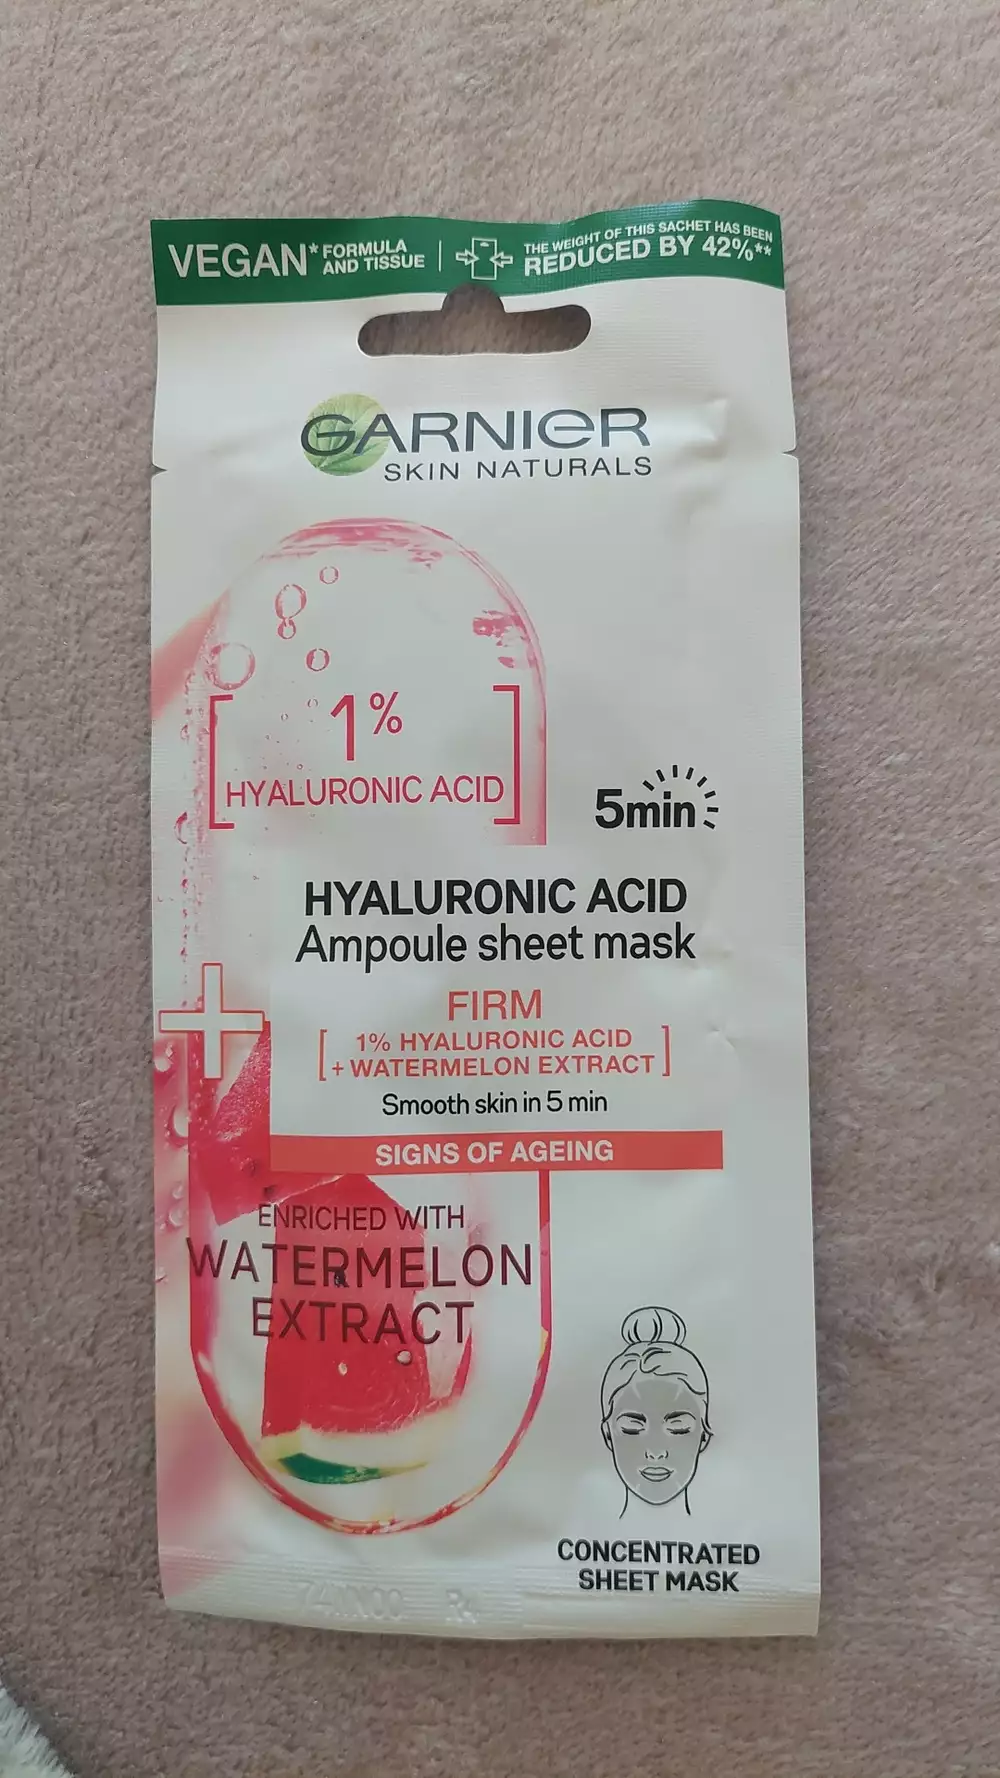 VEGAN* FORMULA AND TISSUE
THE WEIGHT OF THIS SACHET HAS BEEN
REDUCED BY 42%**
GARNIER
SKIN NATURALS
1%
HYALURONIC ACID
5min
HYALURONIC ACID
Ampoule sheet mask
FIRM
1% HYALURONIC ACID
+ WATERMELON EXTRACT
Smooth skin in 5 min
SIGNS OF AGEING
ENRICHED WITH
WATERMELON
EXTRACT
CONCENTRATED
SHEET MASK